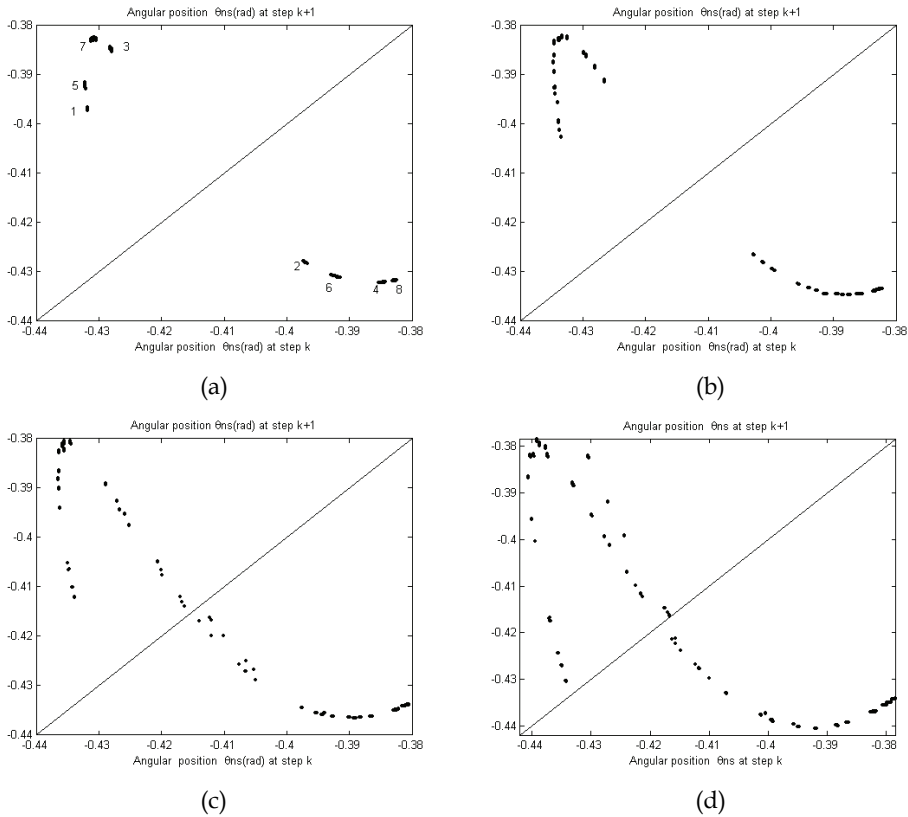 Angular position θns(rad) at step k+1
-0.38
-0.39
-0.4
-0.41
-0.42
-0.43
-0.44
7
3
5
1
2
6
4
8
-0.44 -0.43 -0.42 -0.41 -0.4 -0.39 -0.38
Angular position θns(rad) at step k
(a)
Angular position θns(rad) at step k+1
-0.38
-0.39
-0.4
-0.41
-0.42
-0.43
-0.44
-0.44 -0.43 -0.42 -0.41 -0.4 -0.39 -0.38
Angular position θns(rad) at step k
(b)
Angular position θns(rad) at step k+1
-0.38
-0.39
-0.4
-0.41
-0.42
-0.43
-0.44
-0.44 -0.43 -0.42 -0.41 -0.4 -0.39 -0.38
Angular position θns(rad) at step k
(c)
Angular position θns at step k+1
-0.38
-0.39
-0.4
-0.41
-0.42
-0.43
-0.44
-0.44 -0.43 -0.42 -0.41 -0.4 -0.39 -0.38
Angular position θns at step k
(d)